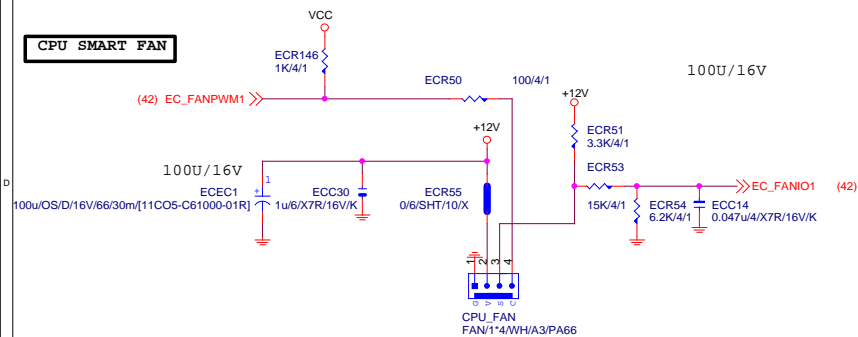 VCC
CPU SMART FAN
ECR146
1K/4/1
100U/16V
ECR50
100/4/1
(42) EC_FANPWM1
+12V
ECR51
3.3K/4/1
+12V
100U/16V
ECR53
D
1
+
ECEC1
100u/OS/D/16V/66/30m/[11CO5-C61000-01R]
ECC30
1u/6/X7R/16V/K
ECR55
0/6/SHT/10/X
15K/4/1
ECR54
6.2K/4/1
EC_FANIO1 (42)
ECC14
0.047u/4/X7R/16V/K
1 2 3 4
G V S C
CPU_FAN
FAN/1*4/WH/A3/PA66